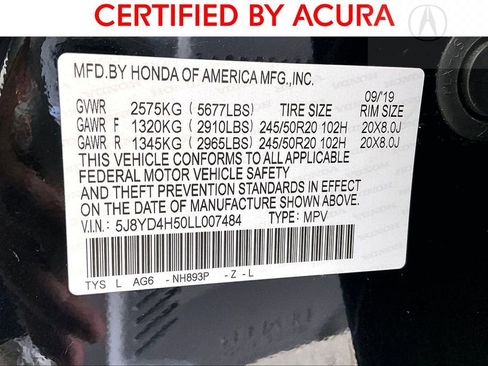 CERTIFIED BY ACURA
MFD.BY HONDA OF AMERICA MFG.,INC.
09/'19
GVWR 2575KG (5677LBS) TIRE SIZE RIM SIZE
GAWR F 1320KG (2910LBS) 245/50R20 102H 20X8.0J
GAWR R 1345KG (2965LBS) 245/50R20 102H 20X8.0J
THIS VEHICLE CONFORMS TO ALL APPLICABLE
FEDERAL MOTOR VEHICLE SAFETY
AND THEFT PREVENTION STANDARDS IN EFFECT
ON THE DATE OF MANUFACTURE SHOWN ABOVE.
V.I.N.: 5J8YD4H50LL007484 TYPE: MPV
TYS L AG6 -NH893P - Z - L